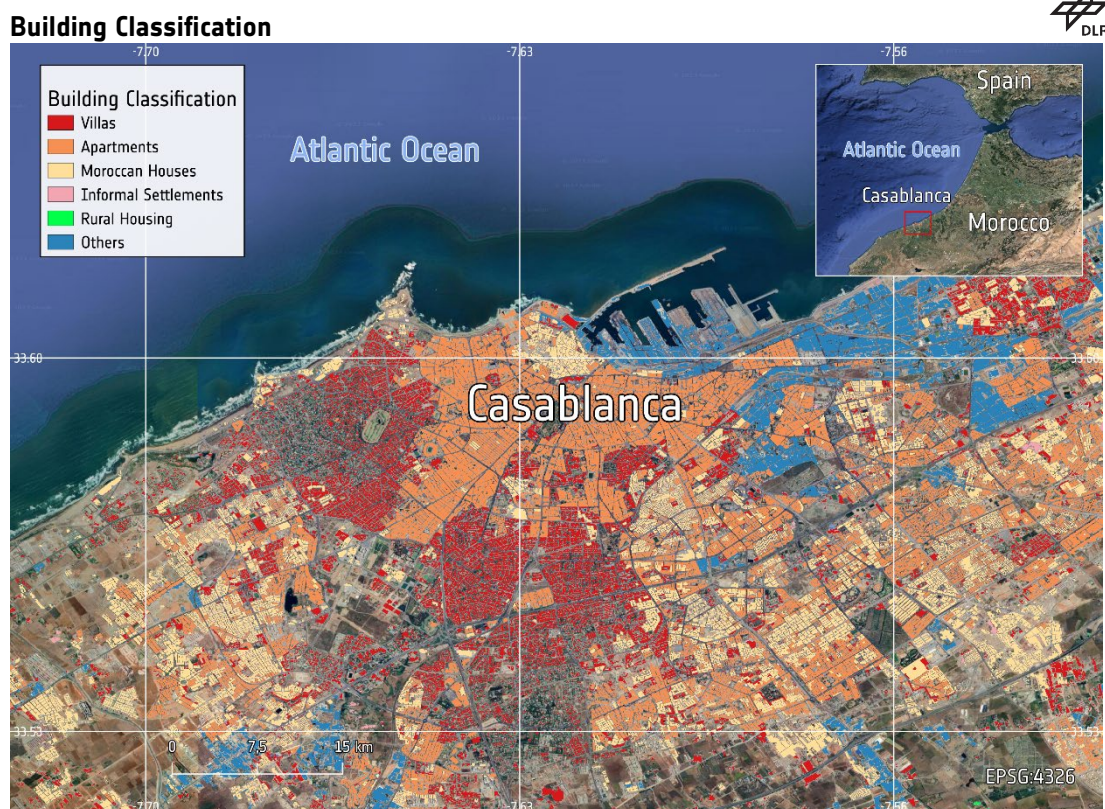 Building Classification
DLR
-7.70
-7.63
-7.56
Building Classification
Villas
Apartments
Moroccan Houses
Informal Settlements
Rural Housing
Others
Atlantic Ocean
Spain
Atlantic Ocean
Casablanca
Morocco
33.60
33.60
Casablanca
33.53
33.53
0
7,5
15 km
EPSG:4326
-7.70
-7.63
-7.56